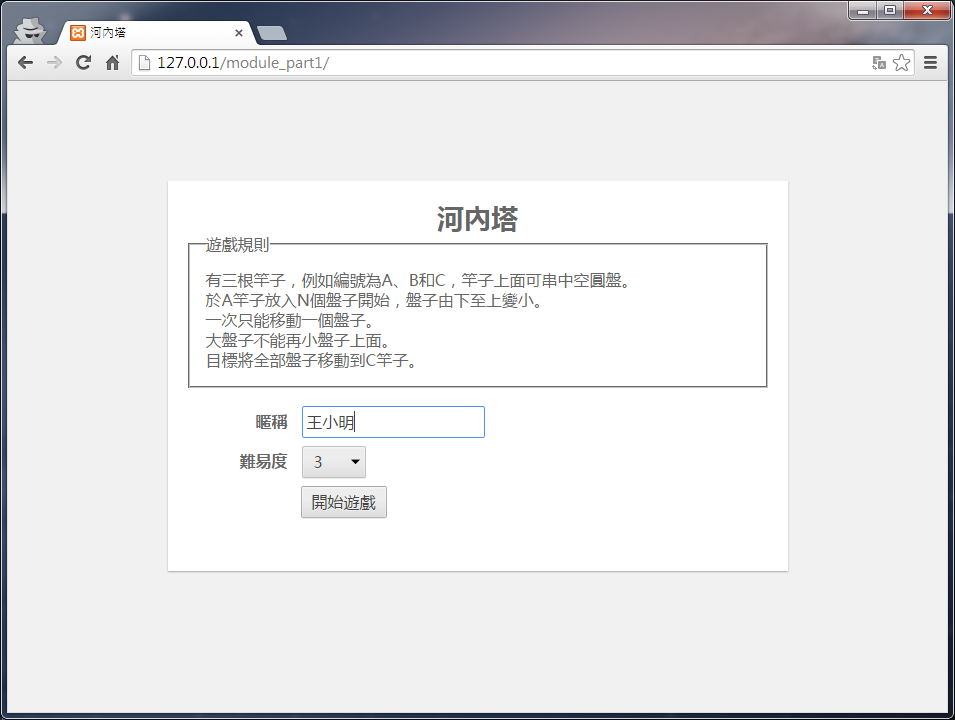 河內塔
127.0.0.1/module_part1/
河內塔
遊戲規則
有三根竿子，例如編號為A、B和C，竿子上面可串中空圓盤。
於A竿子放入N個盤子開始，盤子由下至上變小。
一次只能移動一個盤子。
大盤子不能再小盤子上面。
目標將全部盤子移動到C竿子。
暱稱 王小明
難易度 3
開始遊戲